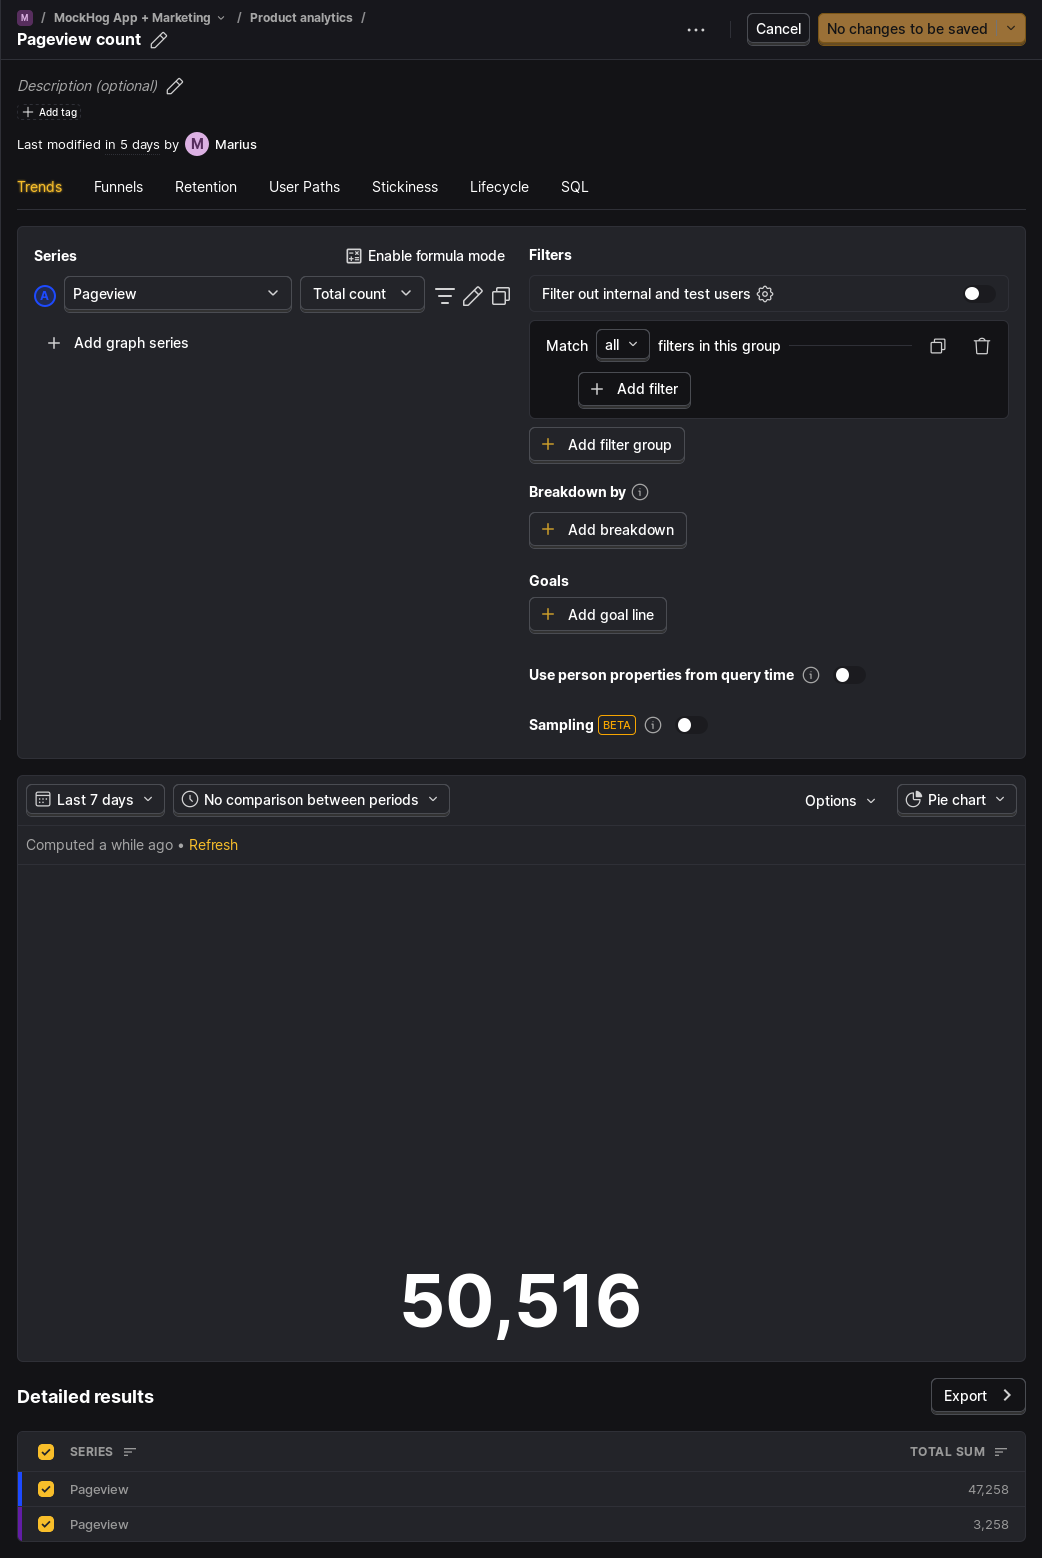 M / MockHog App + Marketing / Product analytics /
Pageview count
Cancel
No changes to be saved
Description (optional)
Add tag
Last modified in 5 days by M Marius
Trends Funnels Retention User Paths Stickiness Lifecycle SQL
Series
Enable formula mode
A Pageview Total count
Add graph series
Filters
Filter out internal and test users
Match all filters in this group
Add filter
Add filter group
Breakdown by
Add breakdown
Goals
Add goal line
Use person properties from query time
Sampling BETA
Last 7 days No comparison between periods Options Pie chart
Computed a while ago • Refresh
50,516
Detailed results
Export
SERIES TOTAL SUM
Pageview 47,258
Pageview 3,258